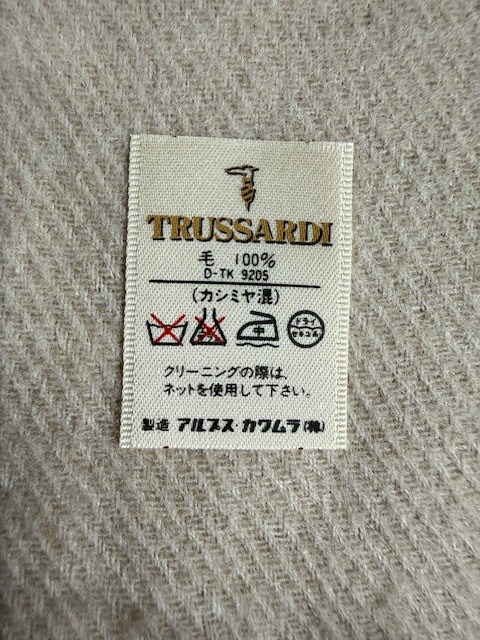 TRUSSARDI
毛 100%
D-TK 9205
(カシミヤ混)
中 ドライ
セキユ系
クリーニングの際は、
ネットを使用して下さい。
製造 アルプス・カワムラ(株)